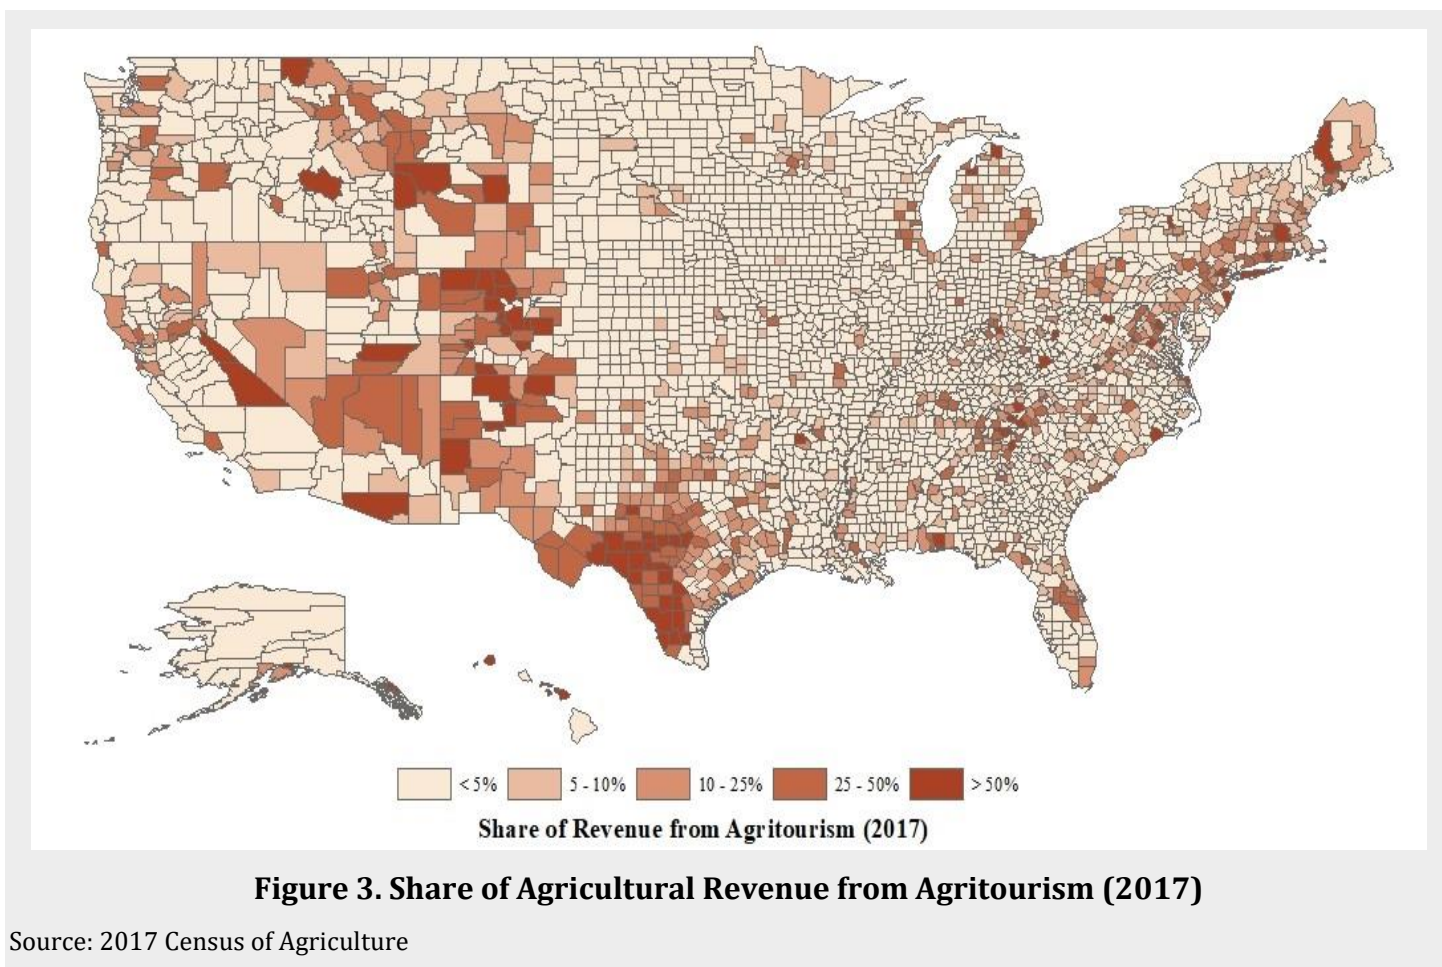 < 5% 5 - 10% 10 - 25% 25 - 50% > 50%
Share of Revenue from Agritourism (2017)
Figure 3. Share of Agricultural Revenue from Agritourism (2017)
Source: 2017 Census of Agriculture